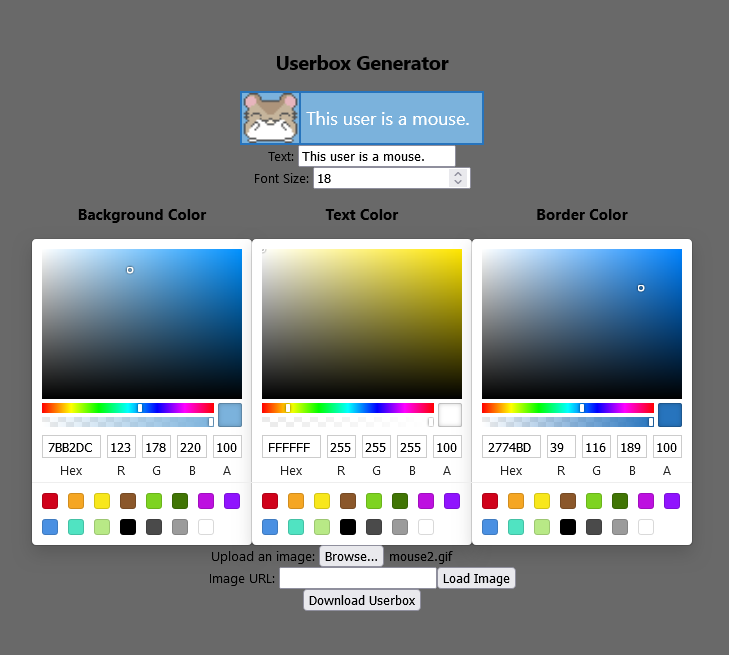 Userbox Generator
This user is a mouse.
Text: This user is a mouse.
Font Size: 18
Background Color Text Color Border Color
7BB2DC 123 178 220 100 FFFFFF 255 255 255 100 2774BD 39 116 189 100
Hex R G B A Hex R G B A Hex R G B A
Upload an image: Browse... mouse2.gif
Image URL: Load Image
Download Userbox